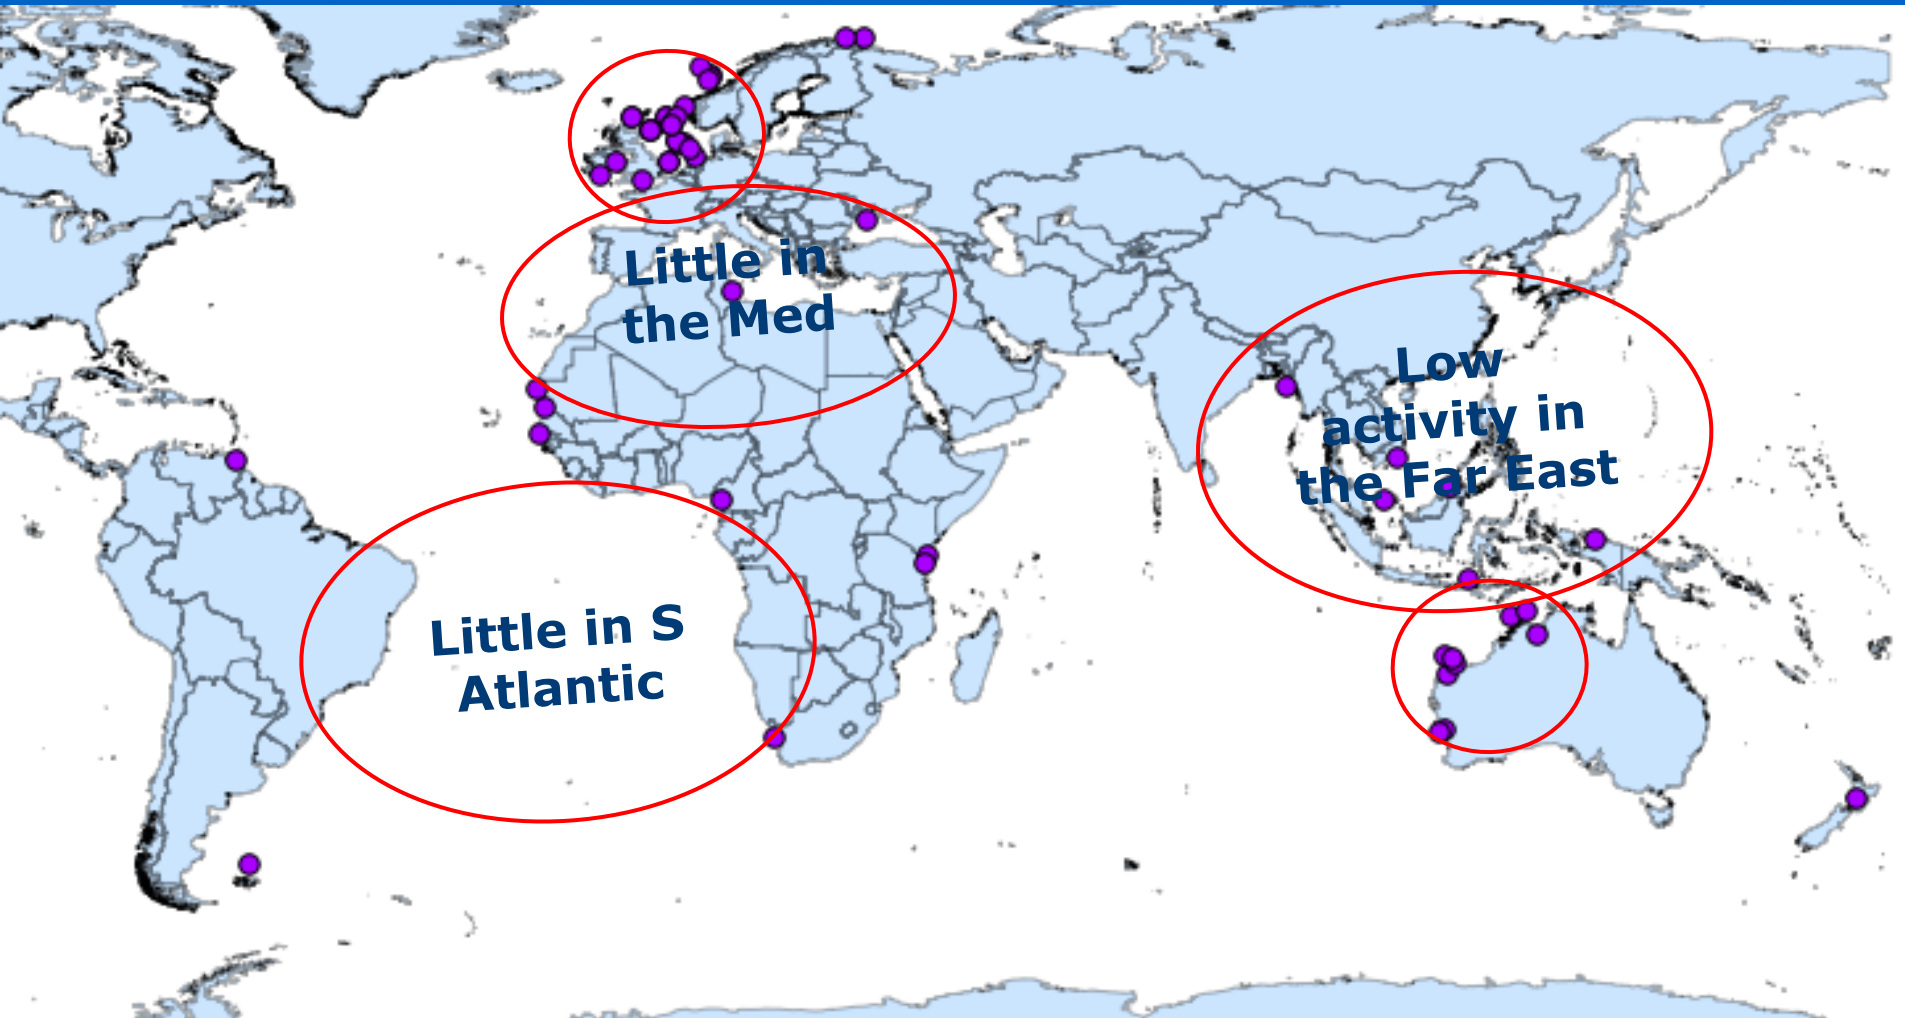 Little in
the Med
Low
activity in
the Far East
Little in S
Atlantic